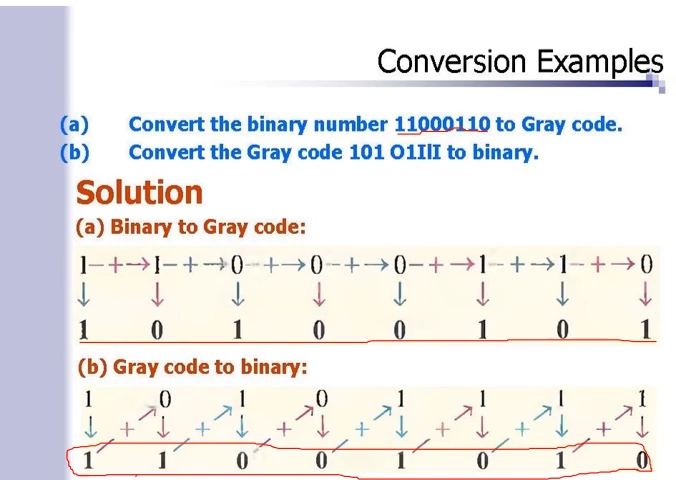 Conversion Examples
(a) Convert the binary number 11000110 to Gray code.
(b) Convert the Gray code 101 O1IlI to binary.
Solution
(a) Binary to Gray code:
1-+→1-+→0-+→0-+→0-+→1-+→1-+→0
↓ ↓ ↓ ↓ ↓ ↓ ↓ ↓
1 0 1 0 0 1 0 1
(b) Gray code to binary:
1 0 1 0 1 1 1 1
↓ + ↓ + ↓ + ↓ + ↓ + ↓ + ↓ + ↓
1 1 0 0 1 0 1 0